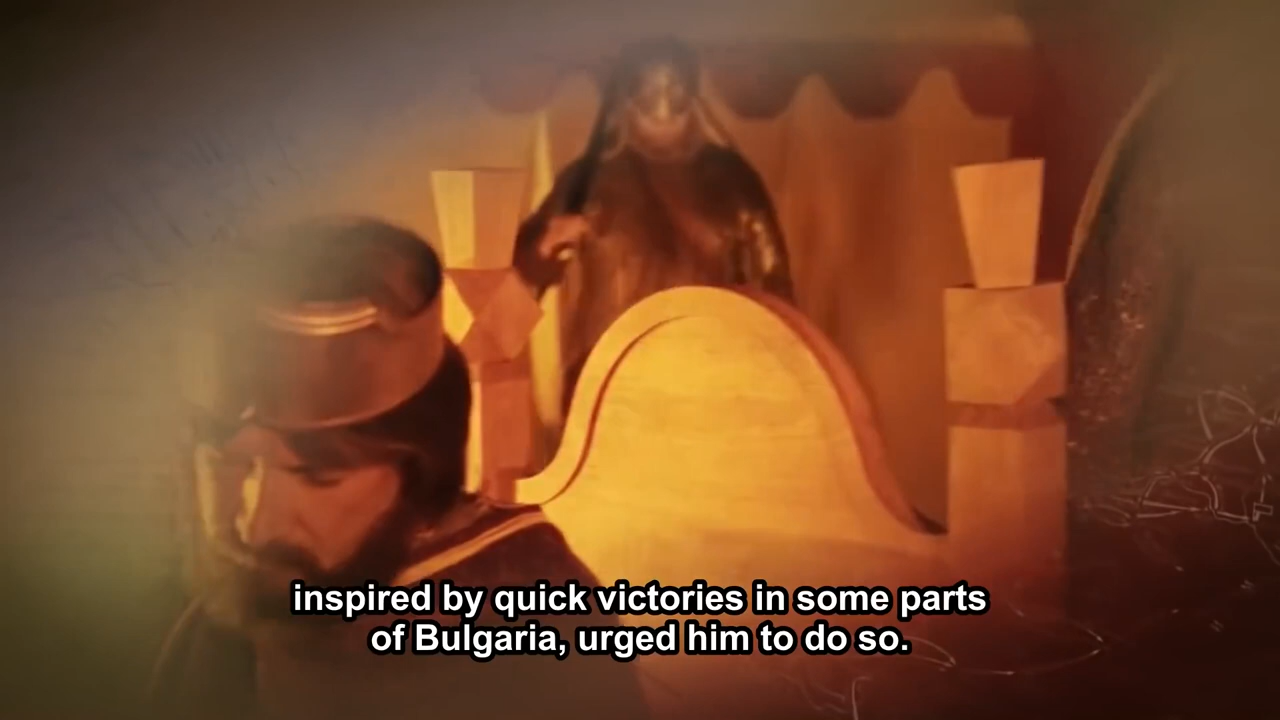 inspired by quick victories in some parts
of Bulgaria, urged him to do so.